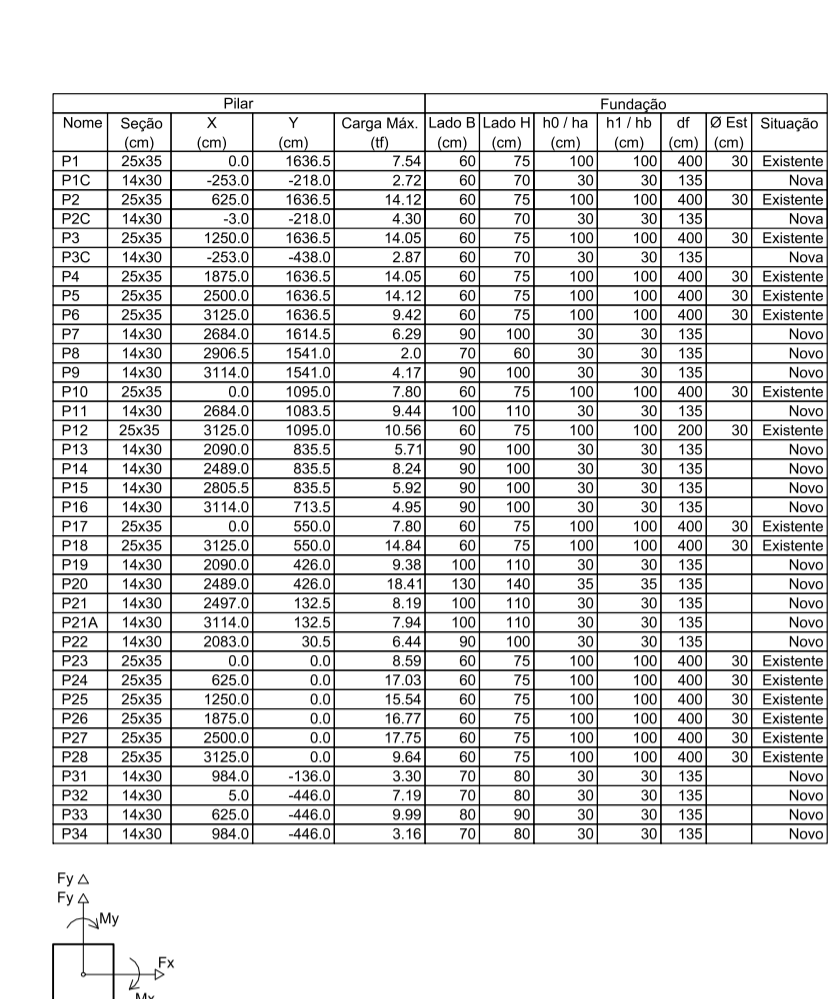 Pilar Fundação
Nome Seção X Y Carga Máx. Lado B Lado H h0 / ha h1 / hb df Ø Est Situação
(cm) (cm) (cm) (tf) (cm) (cm) (cm) (cm) (cm) (cm)
P1 25x35 0.0 1636.5 7.54 60 75 100 100 400 30 Existente
P1C 14x30 -253.0 -218.0 2.72 60 70 30 30 135 Nova
P2 25x35 625.0 1636.5 14.12 60 75 100 100 400 30 Existente
P2C 14x30 -3.0 -218.0 4.30 60 70 30 30 135 Nova
P3 25x35 1250.0 1636.5 14.05 60 75 100 100 400 30 Existente
P3C 14x30 -253.0 -438.0 2.87 60 70 30 30 135 Nova
P4 25x35 1875.0 1636.5 14.05 60 75 100 100 400 30 Existente
P5 25x35 2500.0 1636.5 14.12 60 75 100 100 400 30 Existente
P6 25x35 3125.0 1636.5 9.42 60 75 100 100 400 30 Existente
P7 14x30 2684.0 1614.5 6.29 90 100 30 30 135 Novo
P8 14x30 2906.5 1541.0 2.0 70 60 30 30 135 Novo
P9 14x30 3114.0 1541.0 4.17 90 100 30 30 135 Novo
P10 25x35 0.0 1095.0 7.80 60 75 100 100 400 30 Existente
P11 14x30 2684.0 1083.5 9.44 100 110 30 30 135 Novo
P12 25x35 3125.0 1095.0 10.56 60 75 100 100 200 30 Existente
P13 14x30 2090.0 835.5 5.71 90 100 30 30 135 Novo
P14 14x30 2489.0 835.5 8.24 90 100 30 30 135 Novo
P15 14x30 2805.5 835.5 5.92 90 100 30 30 135 Novo
P16 14x30 3114.0 713.5 4.95 90 100 30 30 135 Novo
P17 25x35 0.0 550.0 7.80 60 75 100 100 400 30 Existente
P18 25x35 3125.0 550.0 14.84 60 75 100 100 400 30 Existente
P19 14x30 2090.0 426.0 9.38 100 110 30 30 135 Novo
P20 14x30 2489.0 426.0 18.41 130 140 35 35 135 Novo
P21 14x30 2497.0 132.5 8.19 100 110 30 30 135 Novo
P21A 14x30 3114.0 132.5 7.94 100 110 30 30 135 Novo
P22 14x30 2083.0 30.5 6.44 90 100 30 30 135 Novo
P23 25x35 0.0 0.0 8.59 60 75 100 100 400 30 Existente
P24 25x35 625.0 0.0 17.03 60 75 100 100 400 30 Existente
P25 25x35 1250.0 0.0 15.54 60 75 100 100 400 30 Existente
P26 25x35 1875.0 0.0 16.77 60 75 100 100 400 30 Existente
P27 25x35 2500.0 0.0 17.75 60 75 100 100 400 30 Existente
P28 25x35 3125.0 0.0 9.64 60 75 100 100 400 30 Existente
P31 14x30 984.0 -136.0 3.30 70 80 30 30 135 Novo
P32 14x30 5.0 -446.0 7.19 70 80 30 30 135 Novo
P33 14x30 625.0 -446.0 9.99 80 90 30 30 135 Novo
P34 14x30 984.0 -446.0 3.16 70 80 30 30 135 Novo
Fy
Fy
My
Fx
Mx